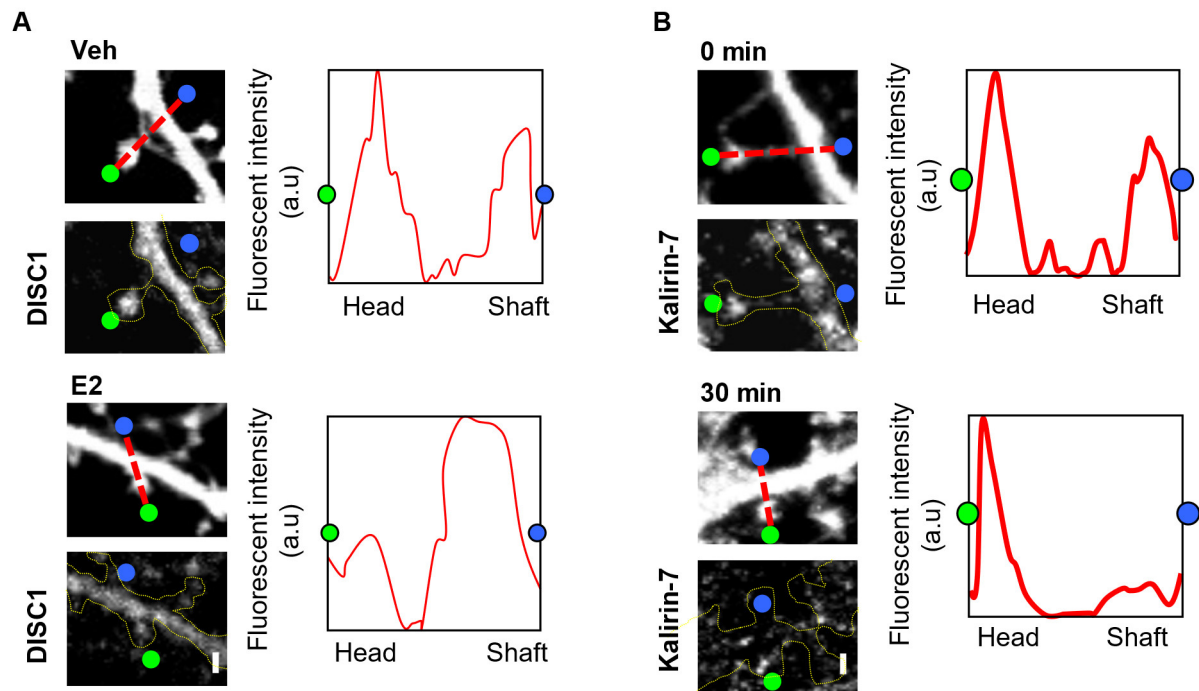 A
Veh
DISC1
Fluorescent intensity
(a.u)
Head Shaft
E2
DISC1
Fluorescent intensity
(a.u)
Head Shaft
B
0 min
Kalirin-7
Fluorescent intensity
(a.u)
Head Shaft
30 min
Kalirin-7
Fluorescent intensity
(a.u)
Head Shaft